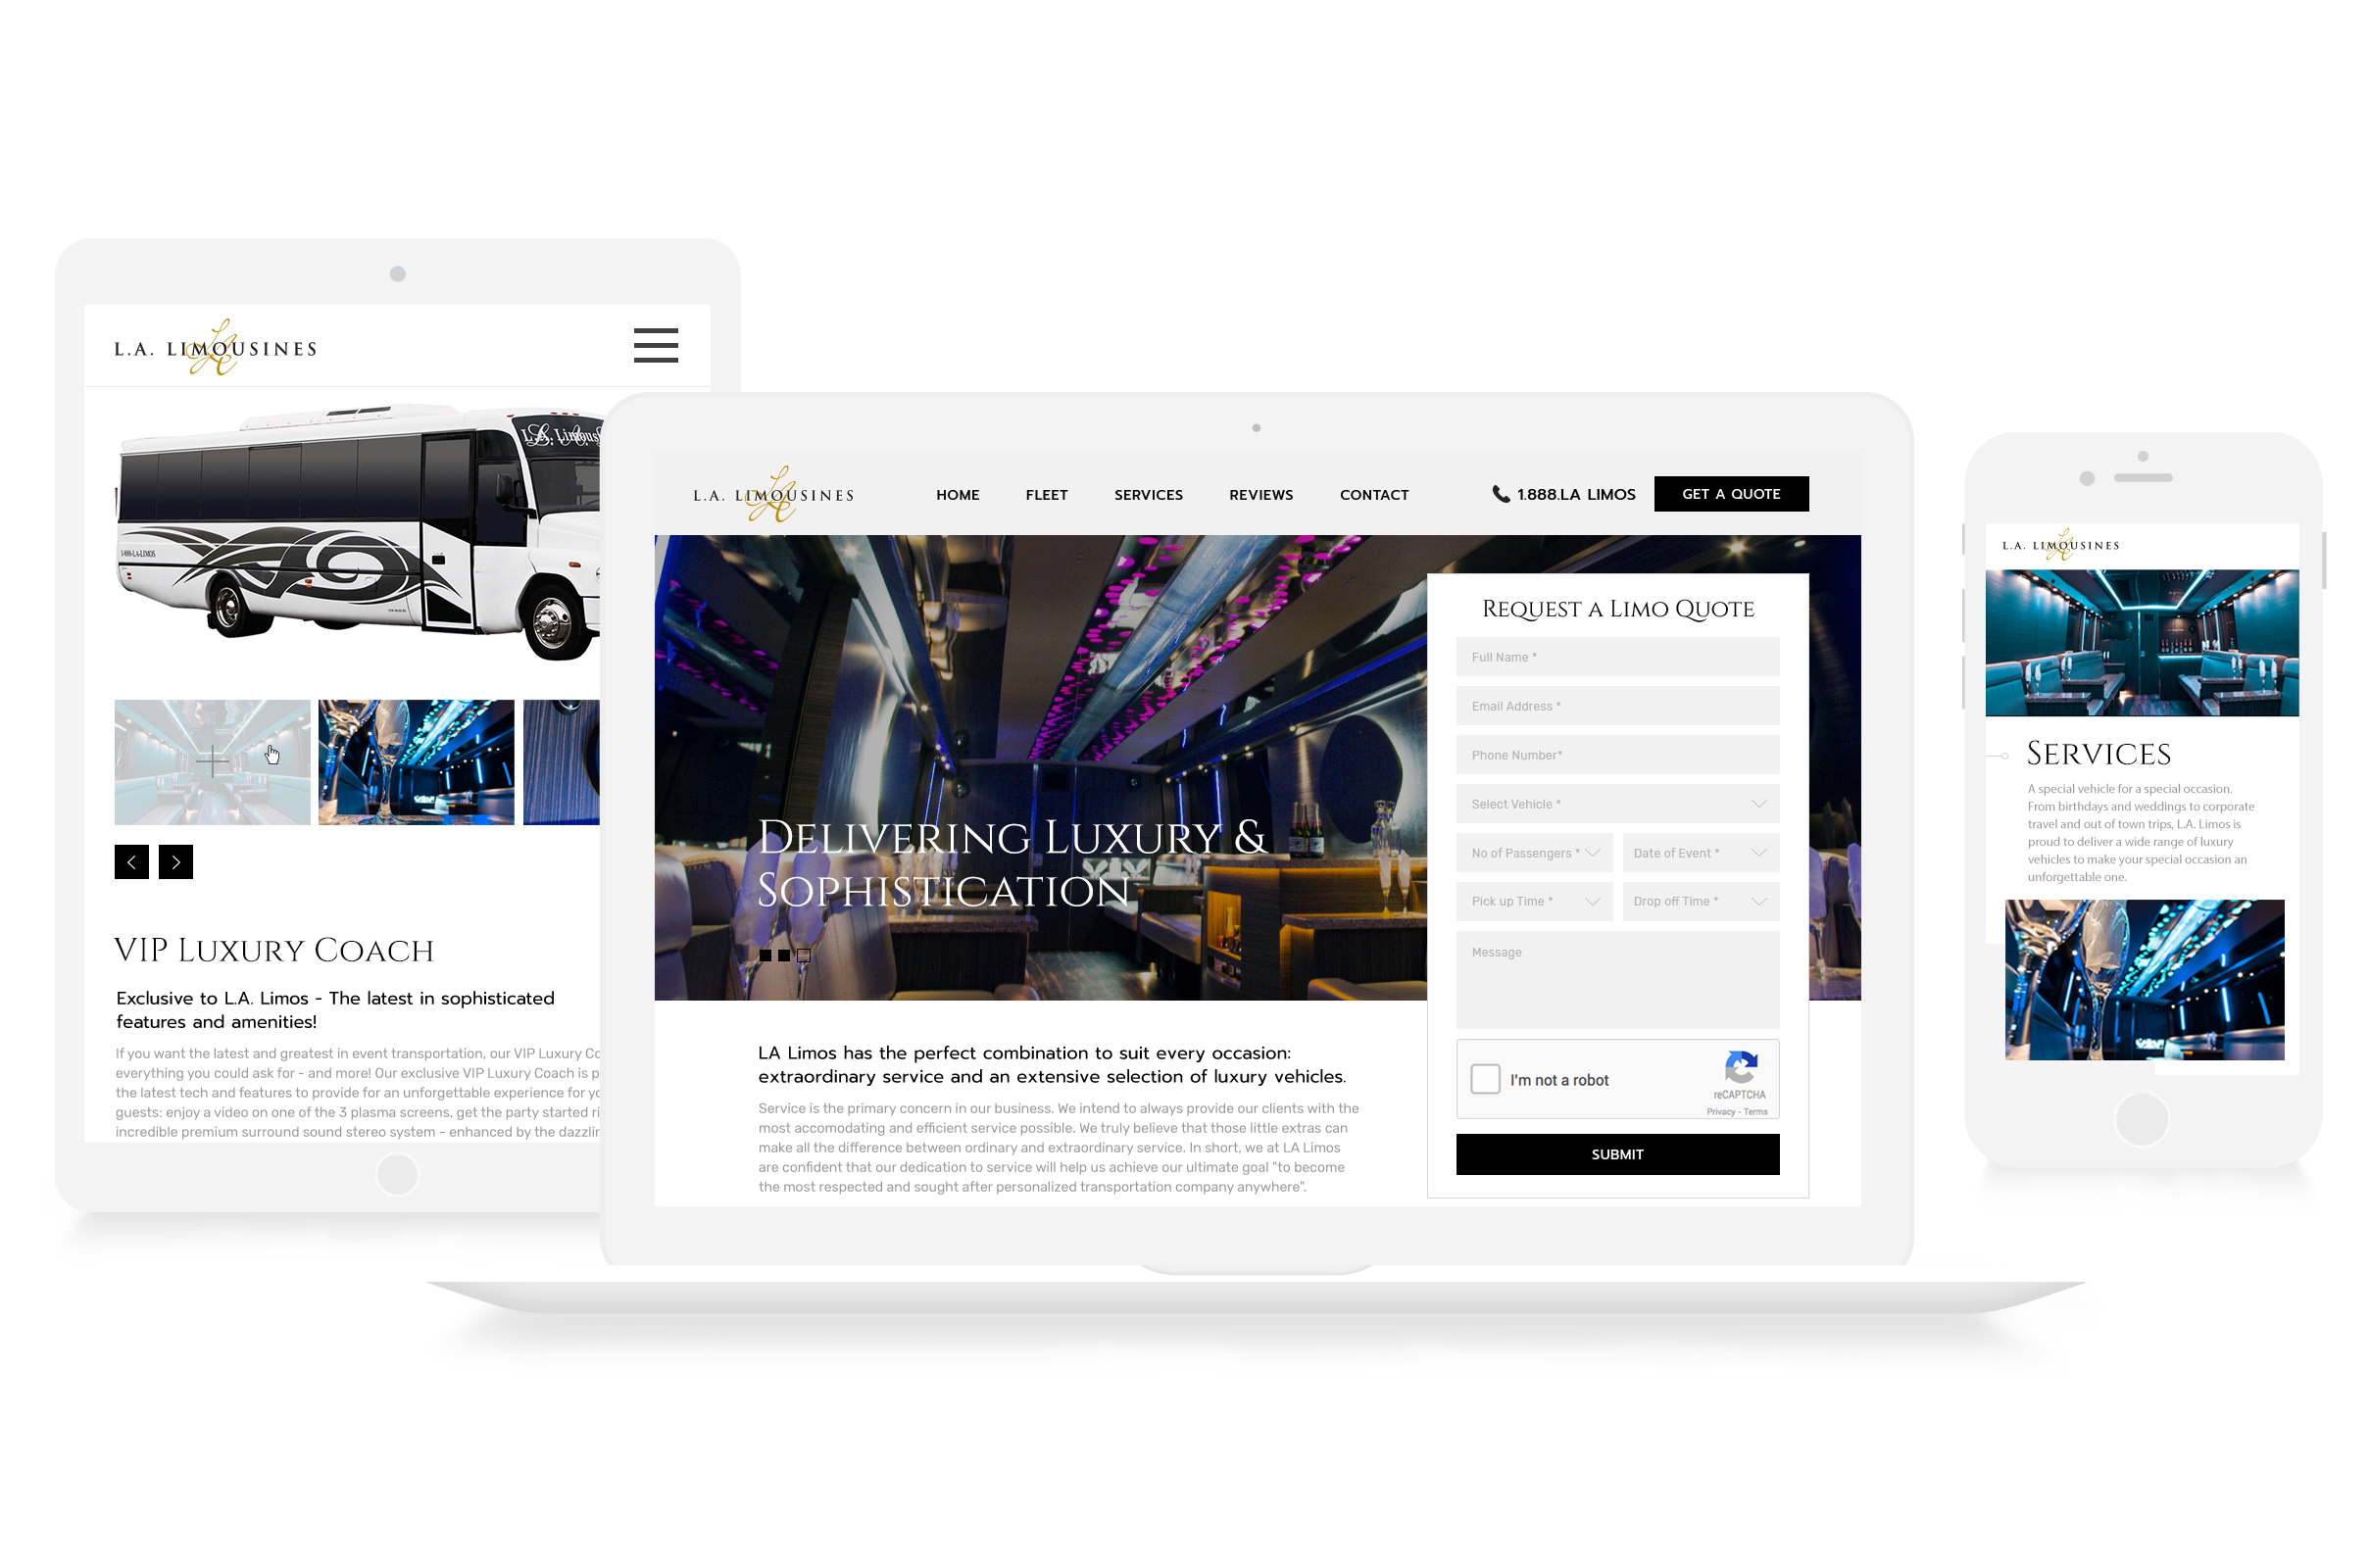 L.A. LIMOUSINES
LA
L.A. Limous
1-888-LA-LIMOS
VIP LUXURY COACH
Exclusive to L.A. Limos - The latest in sophisticated
features and amenities!
If you want the latest and greatest in event transportation, our VIP Luxury Co
everything you could ask for - and more! Our exclusive VIP Luxury Coach is p
the latest tech and features to provide for an unforgettable experience for yo
guests: enjoy a video on one of the 3 plasma screens, get the party started ri
incredible premium surround sound stereo system - enhanced by the dazzlin
L.A. LIMOUSINES
LA
HOME FLEET SERVICES REVIEWS CONTACT
1.888.LA LIMOS
GET A QUOTE
DELIVERING LUXURY &
SOPHISTICATION
LA Limos has the perfect combination to suit every occasion:
extraordinary service and an extensive selection of luxury vehicles.
Service is the primary concern in our business. We intend to always provide our clients with the
most accomodating and efficient service possible. We truly believe that those little extras can
make all the difference between ordinary and extraordinary service. In short, we at LA Limos
are confident that our dedication to service will help us achieve our ultimate goal "to become
the most respected and sought after personalized transportation company anywhere".
REQUEST A LIMO QUOTE
Full Name *
Email Address *
Phone Number*
Select Vehicle *
No of Passengers * Date of Event *
Pick up Time * Drop off Time *
Message
I'm not a robot
reCAPTCHA
Privacy - Terms
SUBMIT
L.A. LIMOUSINES
LA
SERVICES
A special vehicle for a special occasion.
From birthdays and weddings to corporate
travel and out of town trips, L.A. Limos is
proud to deliver a wide range of luxury
vehicles to make your special occasion an
unforgettable one.